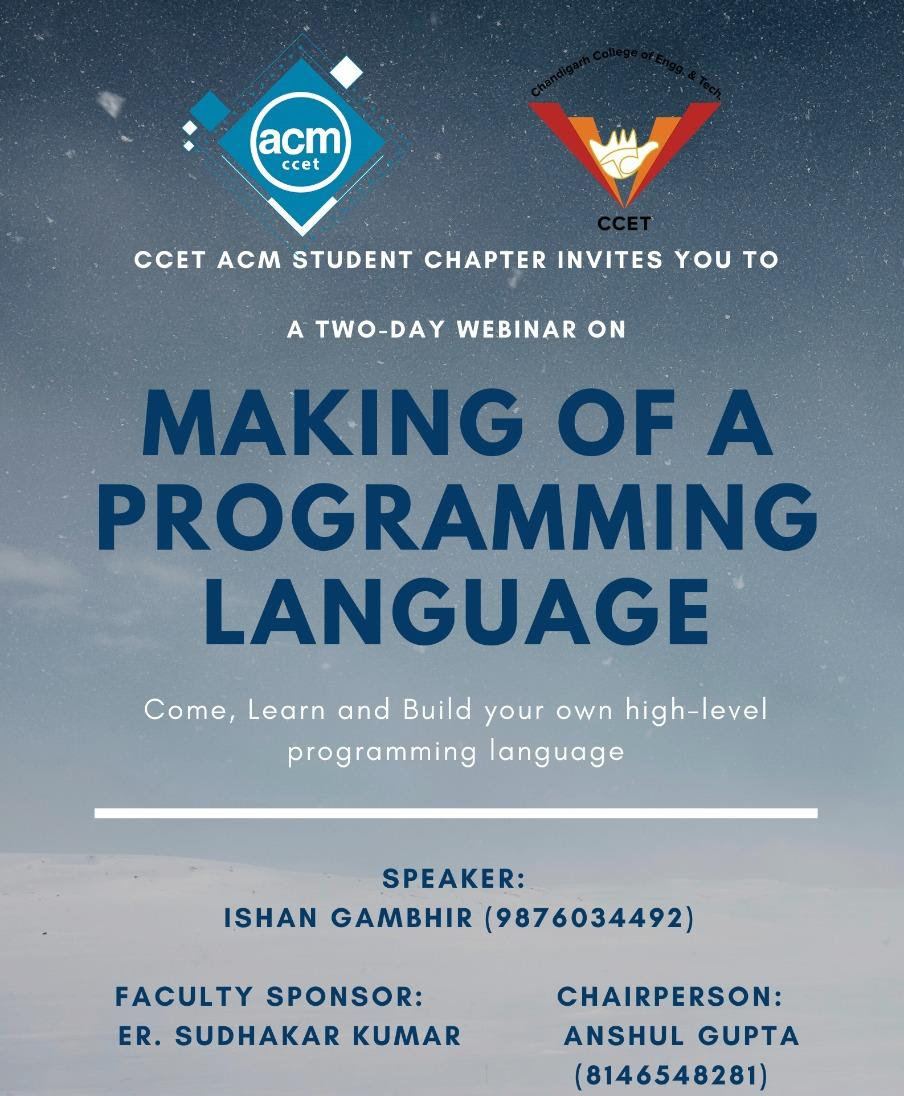 acm
ccet
Chandigarh College of Engg. & Tech.
CCET
CCET ACM STUDENT CHAPTER INVITES YOU TO
A TWO-DAY WEBINAR ON
MAKING OF A
PROGRAMMING
LANGUAGE
Come, Learn and Build your own high-level
programming language
SPEAKER:
ISHAN GAMBHIR (9876034492)
FACULTY SPONSOR:
ER. SUDHAKAR KUMAR
CHAIRPERSON:
ANSHUL GUPTA
(8146548281)